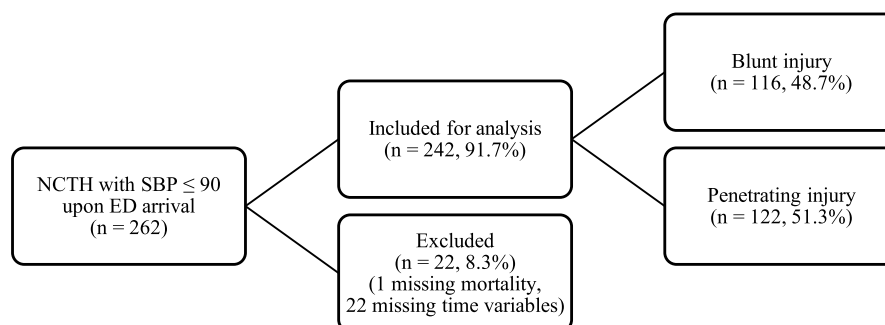 NCTH with SBP ≤ 90
upon ED arrival
(n = 262)
Included for analysis
(n = 242, 91.7%)
Excluded
(n = 22, 8.3%)
(1 missing mortality,
22 missing time variables)
Blunt injury
(n = 116, 48.7%)
Penetrating injury
(n = 122, 51.3%)